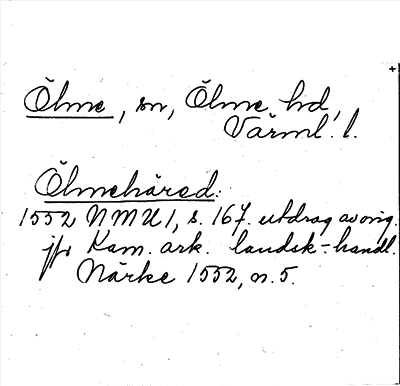 Ölme, sn, Ölme hd,
Värml. l.
Ölmehäred:
1552 NMU 1, s. 167. utdrag av orig.
jfr Kam. ark. landsk-handl.
Närke 1552, n. 5.